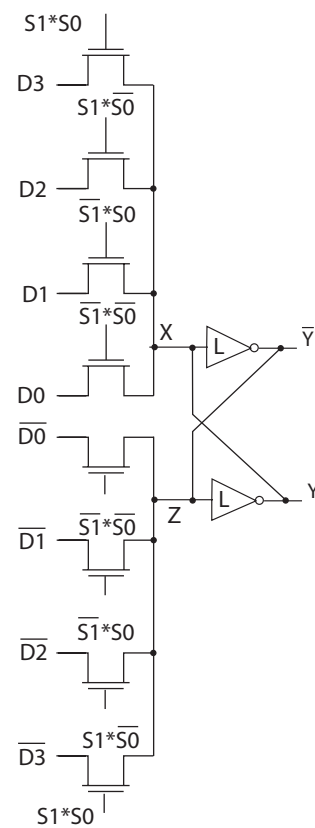 S1*S0
D3
S1*S̅0̅
D2
S̅1̅*S0
D1
S̅1̅*S̅0̅
X
L
Y̅
D0
D̅0̅
L
Y
Z
S̅1̅*S̅0̅
D̅1̅
S̅1̅*S0
D̅2̅
S1*S̅0̅
D̅3̅
S1*S0